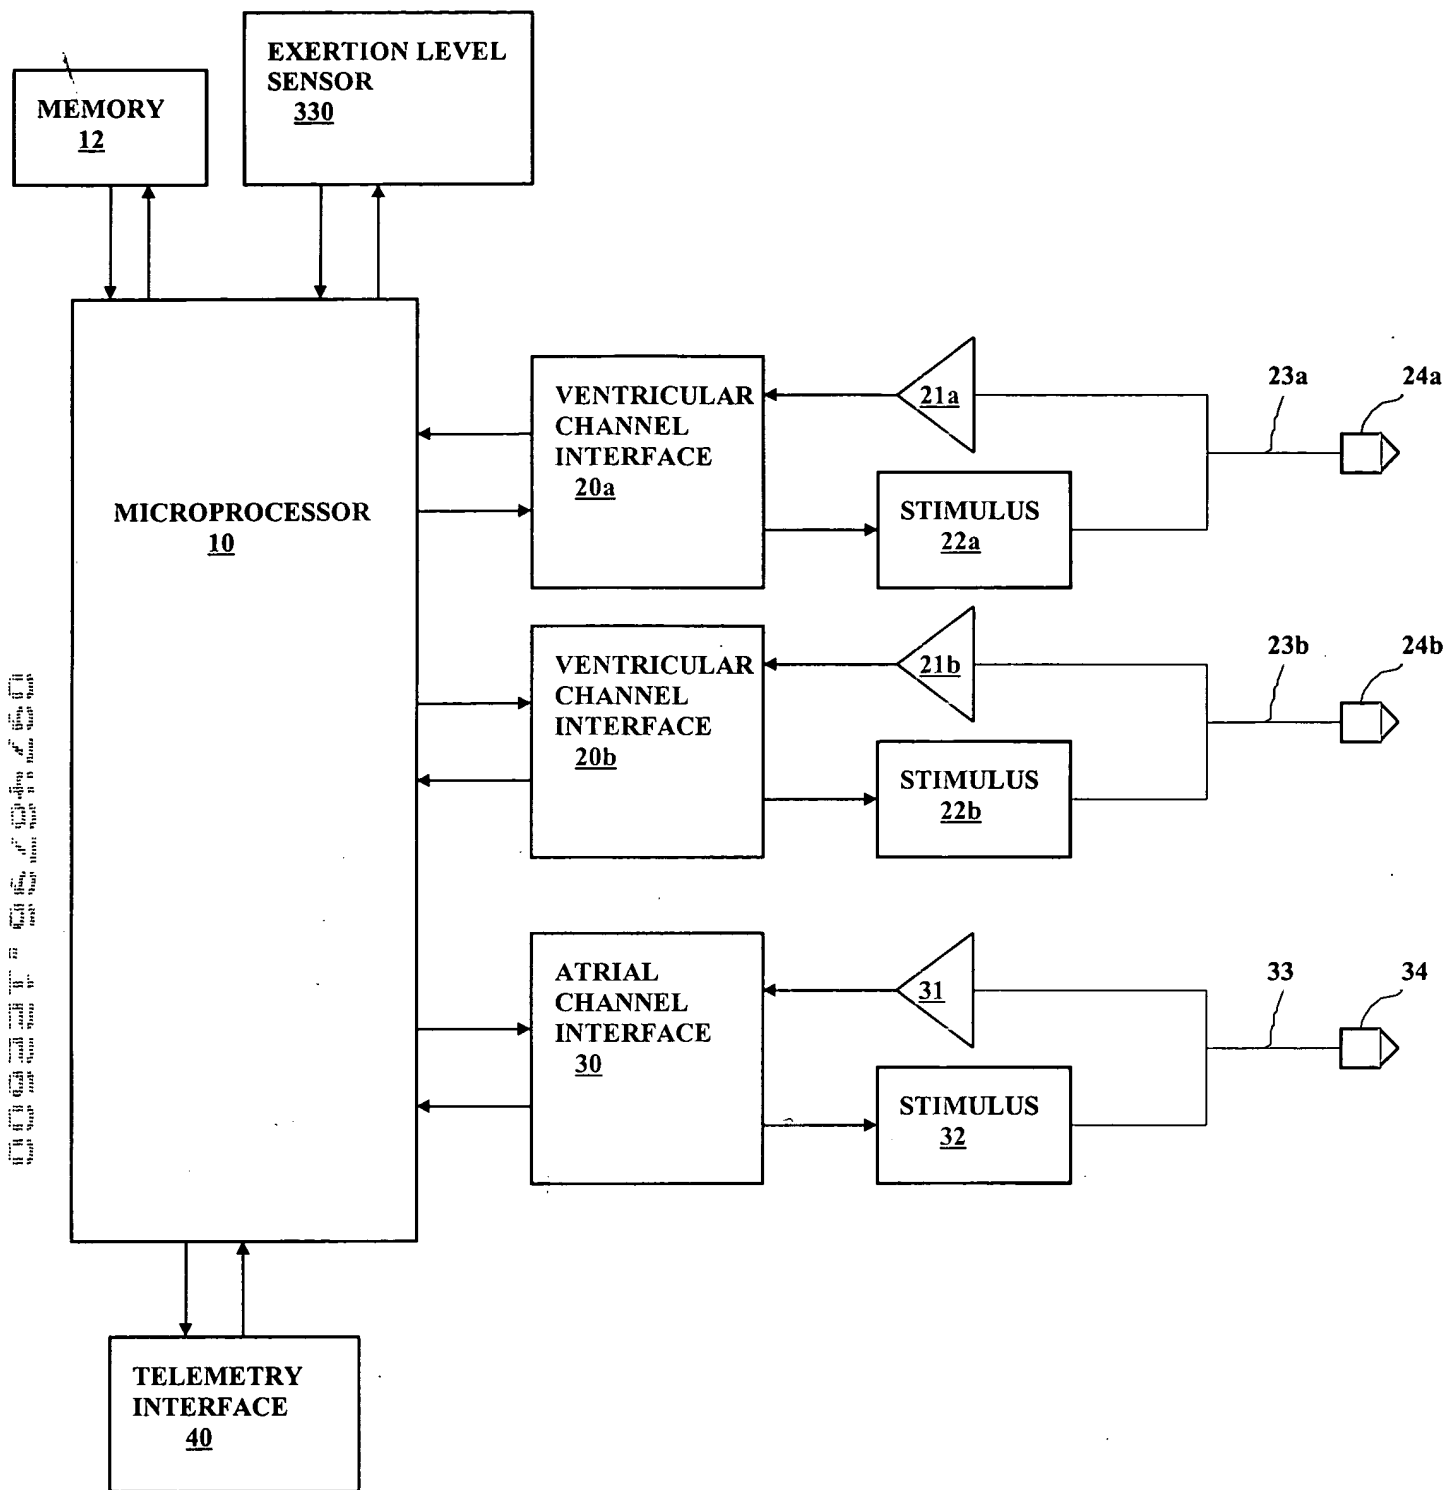 EXERTION LEVEL
SENSOR
330
MEMORY
12
MICROPROCESSOR
10
VENTRICULAR
CHANNEL
INTERFACE
20a
21a
STIMULUS
22a
23a
24a
VENTRICULAR
CHANNEL
INTERFACE
20b
21b
STIMULUS
22b
23b
24b
ATRIAL
CHANNEL
INTERFACE
30
31
STIMULUS
32
33
34
TELEMETRY
INTERFACE
40